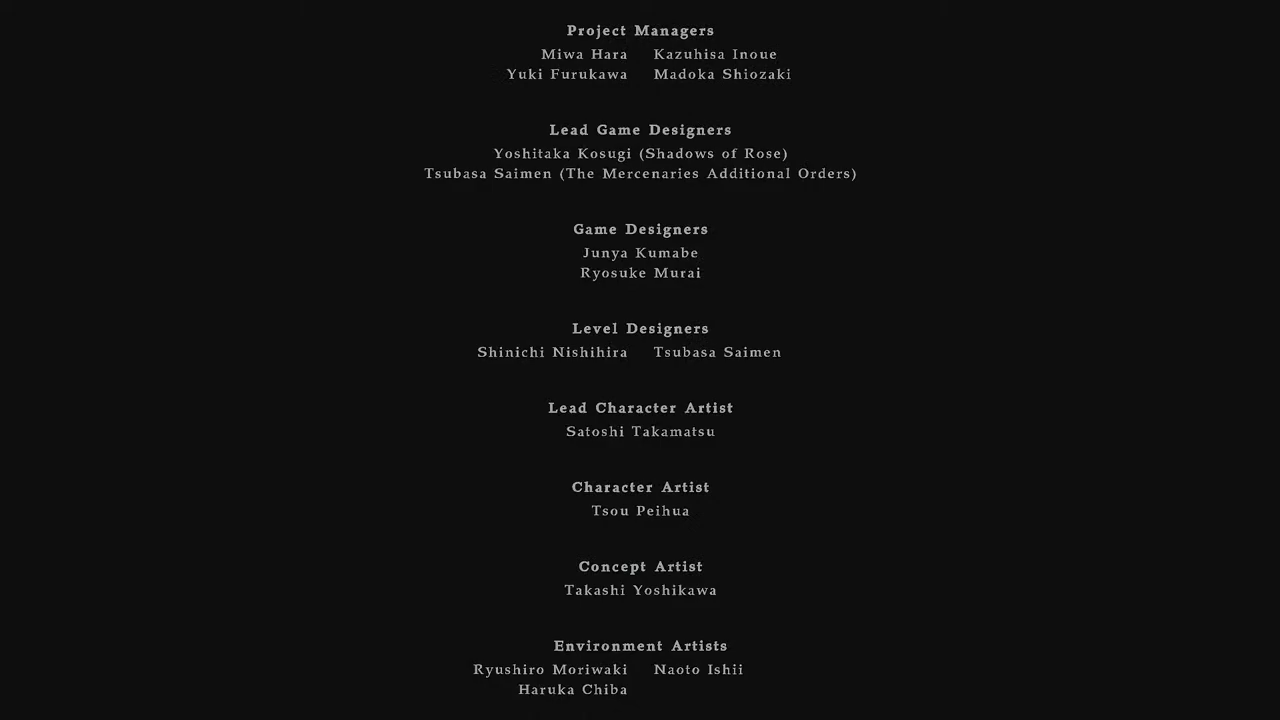 Project Managers
Miwa Hara Kazuhisa Inoue
Yuki Furukawa Madoka Shiozaki
Lead Game Designers
Yoshitaka Kosugi (Shadows of Rose)
Tsubasa Saimen (The Mercenaries Additional Orders)
Game Designers
Junya Kumabe
Ryosuke Murai
Level Designers
Shinichi Nishihira Tsubasa Saimen
Lead Character Artist
Satoshi Takamatsu
Character Artist
Tsou Peihua
Concept Artist
Takashi Yoshikawa
Environment Artists
Ryushiro Moriwaki Naoto Ishii
Haruka Chiba